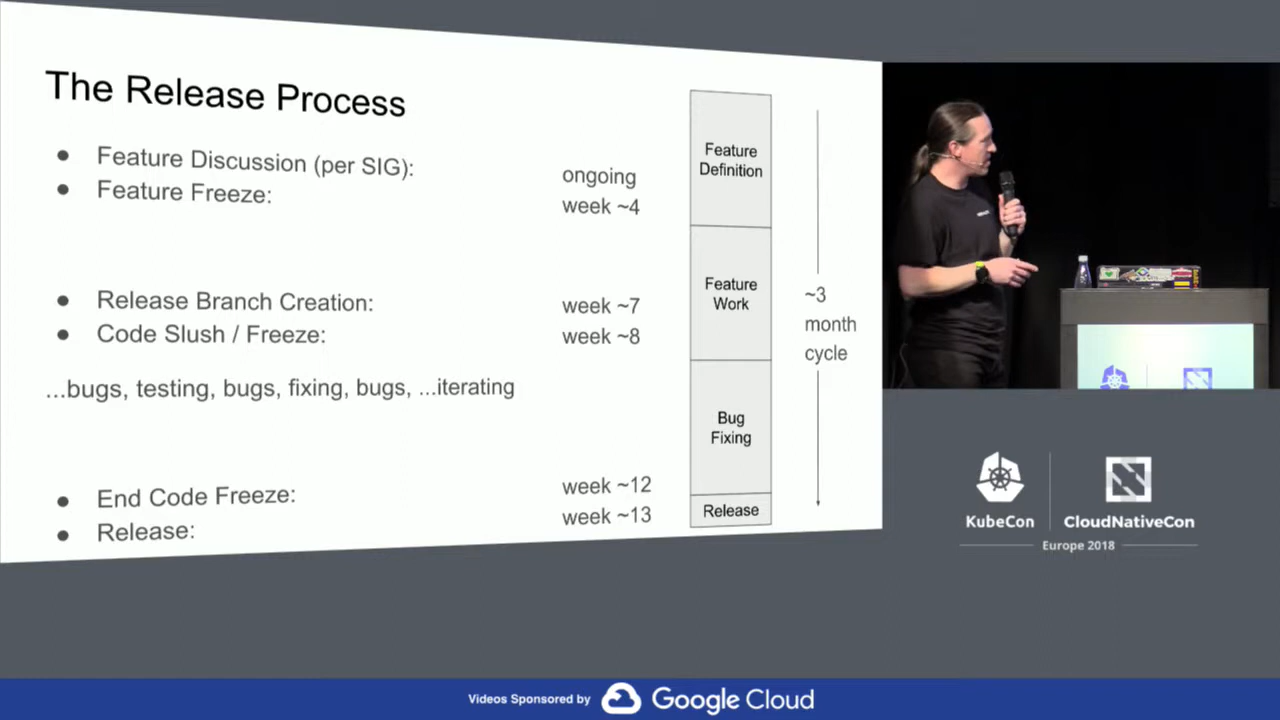 The Release Process
Feature Discussion (per SIG): ongoing
Feature Freeze: week ~4
Release Branch Creation: week ~7
Code Slush / Freeze: week ~8
...bugs, testing, bugs, fixing, bugs, ...iterating
End Code Freeze: week ~12
Release: week ~13
Feature
Definition
Feature
Work
Bug
Fixing
Release
~3
month
cycle
KubeCon
CloudNativeCon
Europe 2018
Videos Sponsored by Google Cloud